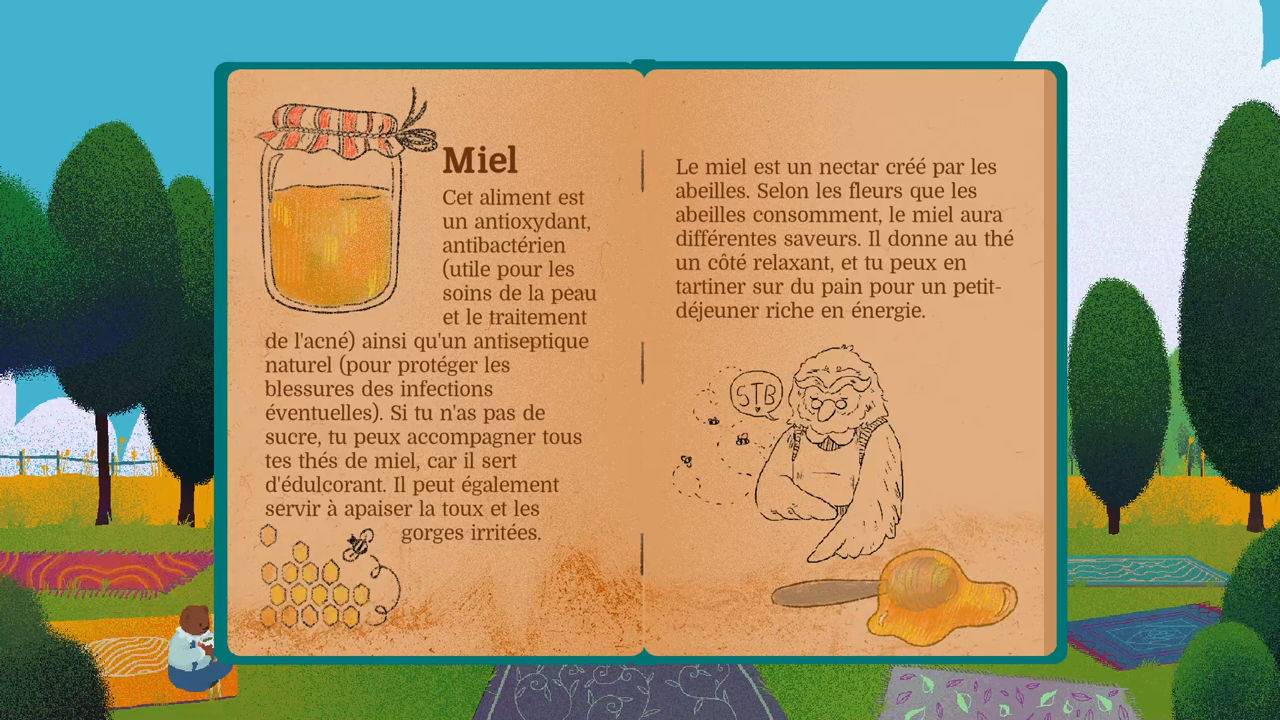 Miel
Cet aliment est
un antioxydant,
antibactérien
(utile pour les
soins de la peau
et le traitement
de l'acné) ainsi qu'un antiseptique
naturel (pour protéger les
blessures des infections
éventuelles). Si tu n'as pas de
sucre, tu peux accompagner tous
tes thés de miel, car il sert
d'édulcorant. Il peut également
servir à apaiser la toux et les
gorges irritées.
Le miel est un nectar créé par les
abeilles. Selon les fleurs que les
abeilles consomment, le miel aura
différentes saveurs. Il donne au thé
un côté relaxant, et tu peux en
tartiner sur du pain pour un petit-
déjeuner riche en énergie.
STB